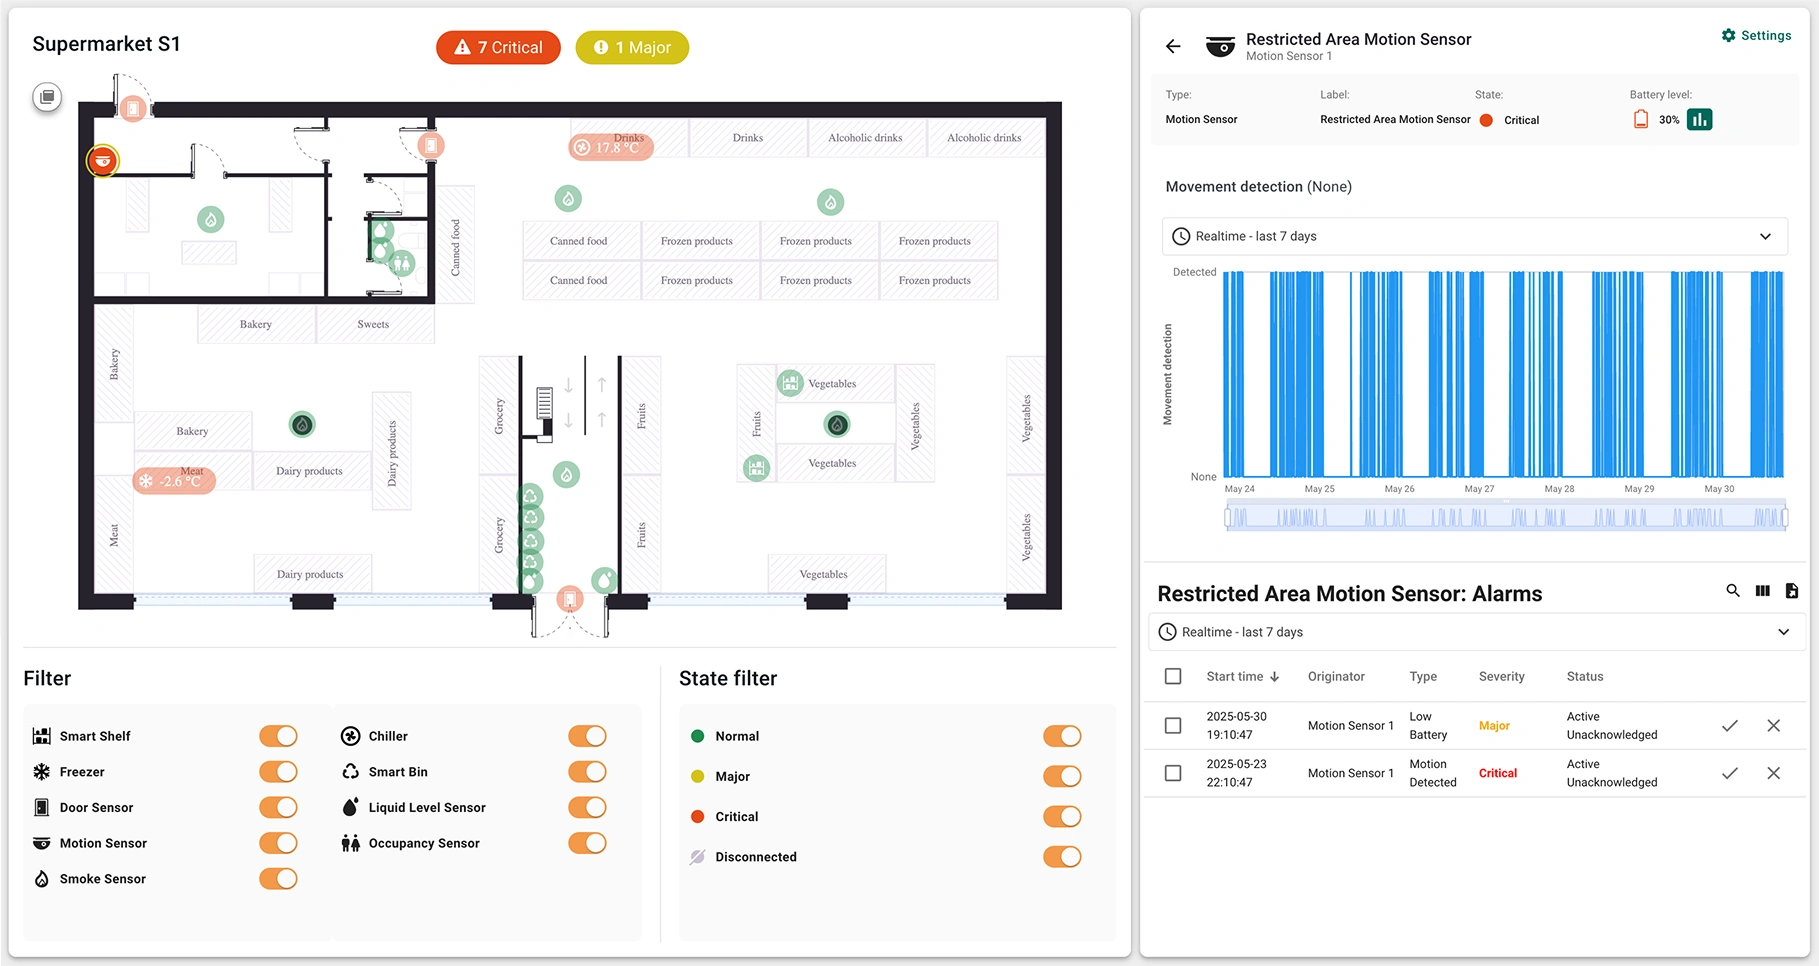 Supermarket S1
7 Critical
1 Major
Drinks
Drinks
Alcoholic drinks
Alcoholic drinks
17.8 °C
Canned food
Canned food
Frozen products
Frozen products
Frozen products
Canned food
Frozen products
Frozen products
Frozen products
Bakery
Sweets
Bakery
Bakery
Meat
-2.6 °C
Dairy products
Dairy products
Meat
Dairy products
Grocery
Grocery
Fruits
Fruits
Fruits
Vegetables
Vegetables
Vegetables
Vegetables
Vegetables
Vegetables
Filter
Smart Shelf
Freezer
Door Sensor
Motion Sensor
Smoke Sensor
Chiller
Smart Bin
Liquid Level Sensor
Occupancy Sensor
State filter
Normal
Major
Critical
Disconnected
Restricted Area Motion Sensor
Motion Sensor 1
Settings
Type:
Label:
State:
Battery level:
Motion Sensor
Restricted Area Motion Sensor
Critical
30%
Movement detection (None)
Realtime - last 7 days
Detected
Movement detection
None
May 24
May 25
May 26
May 27
May 28
May 29
May 30
Restricted Area Motion Sensor: Alarms
Realtime - last 7 days
Start time
Originator
Type
Severity
Status
2025-05-30
19:10:47
Motion Sensor 1
Low
Battery
Major
Active
Unacknowledged
2025-05-23
22:10:47
Motion Sensor 1
Motion
Detected
Critical
Active
Unacknowledged